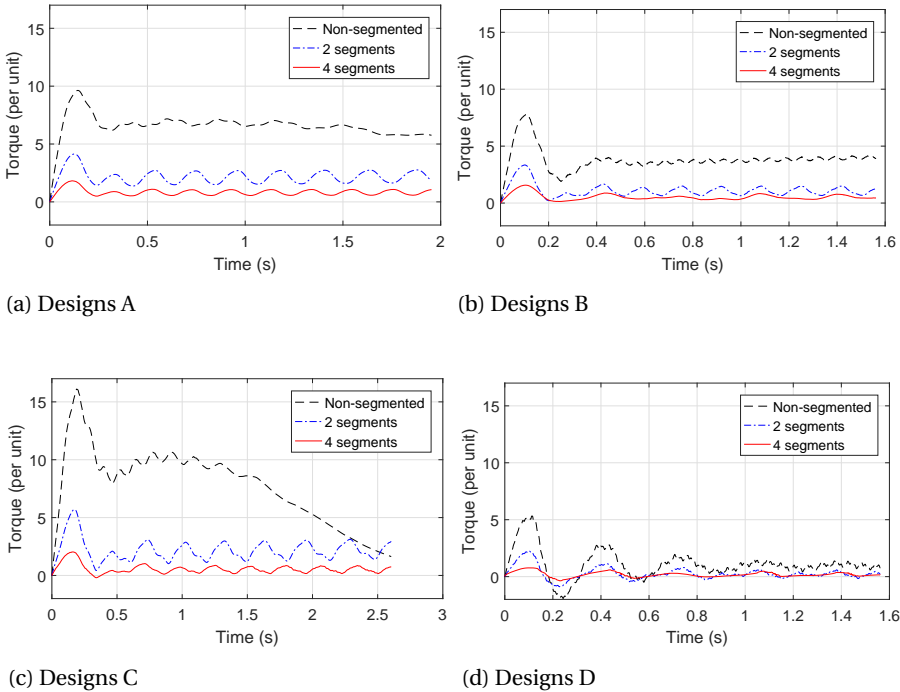 15
10
5
0
Torque (per unit)
0
0.5
1
1.5
2
Time (s)
Non-segmented
2 segments
4 segments
(a) Designs A
15
10
5
0
Torque (per unit)
0
0.2
0.4
0.6
0.8
1
1.2
1.4
1.6
Time (s)
Non-segmented
2 segments
4 segments
(b) Designs B
15
10
5
0
Torque (per unit)
0
0.5
1
1.5
2
2.5
3
Time (s)
Non-segmented
2 segments
4 segments
(c) Designs C
15
10
5
0
Torque (per unit)
0
0.2
0.4
0.6
0.8
1
1.2
1.4
1.6
Time (s)
Non-segmented
2 segments
4 segments
(d) Designs D